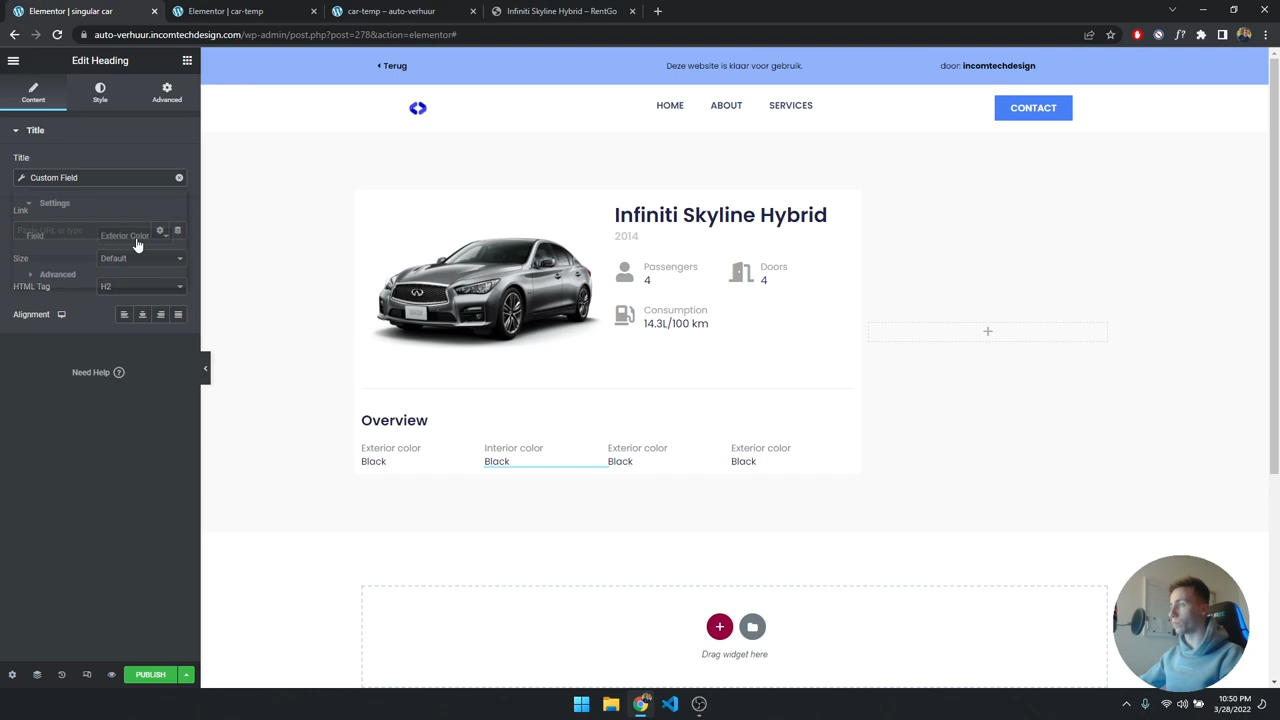 Elementor | car
Elementor | car-temp
car-temp – auto-verhuur
Infiniti Skyline Hybrid – RentGo
auto-verhuur.incomtechdesign.com/wp-admin/post.php?post=278&action=elementor#
Edit Heading
Content
Style
Advanced
Title
Title
Custom Field
Settings
Link
Paste URL or type
Field
Exterior Color
Size
Default
Advanced
HTML Tag
H2
Alignment
Need Help
PUBLISH
Terug
Deze website is klaar voor gebruik.
door: incomtechdesign
HOME
ABOUT
SERVICES
CONTACT
Infiniti Skyline Hybrid
2014
Passengers
4
Doors
4
Consumption
14.3L/100 km
Overview
Exterior color
Black
Interior color
Black
Exterior color
Black
Exterior color
Black
Drag widget here
10:50 PM
3/28/2022